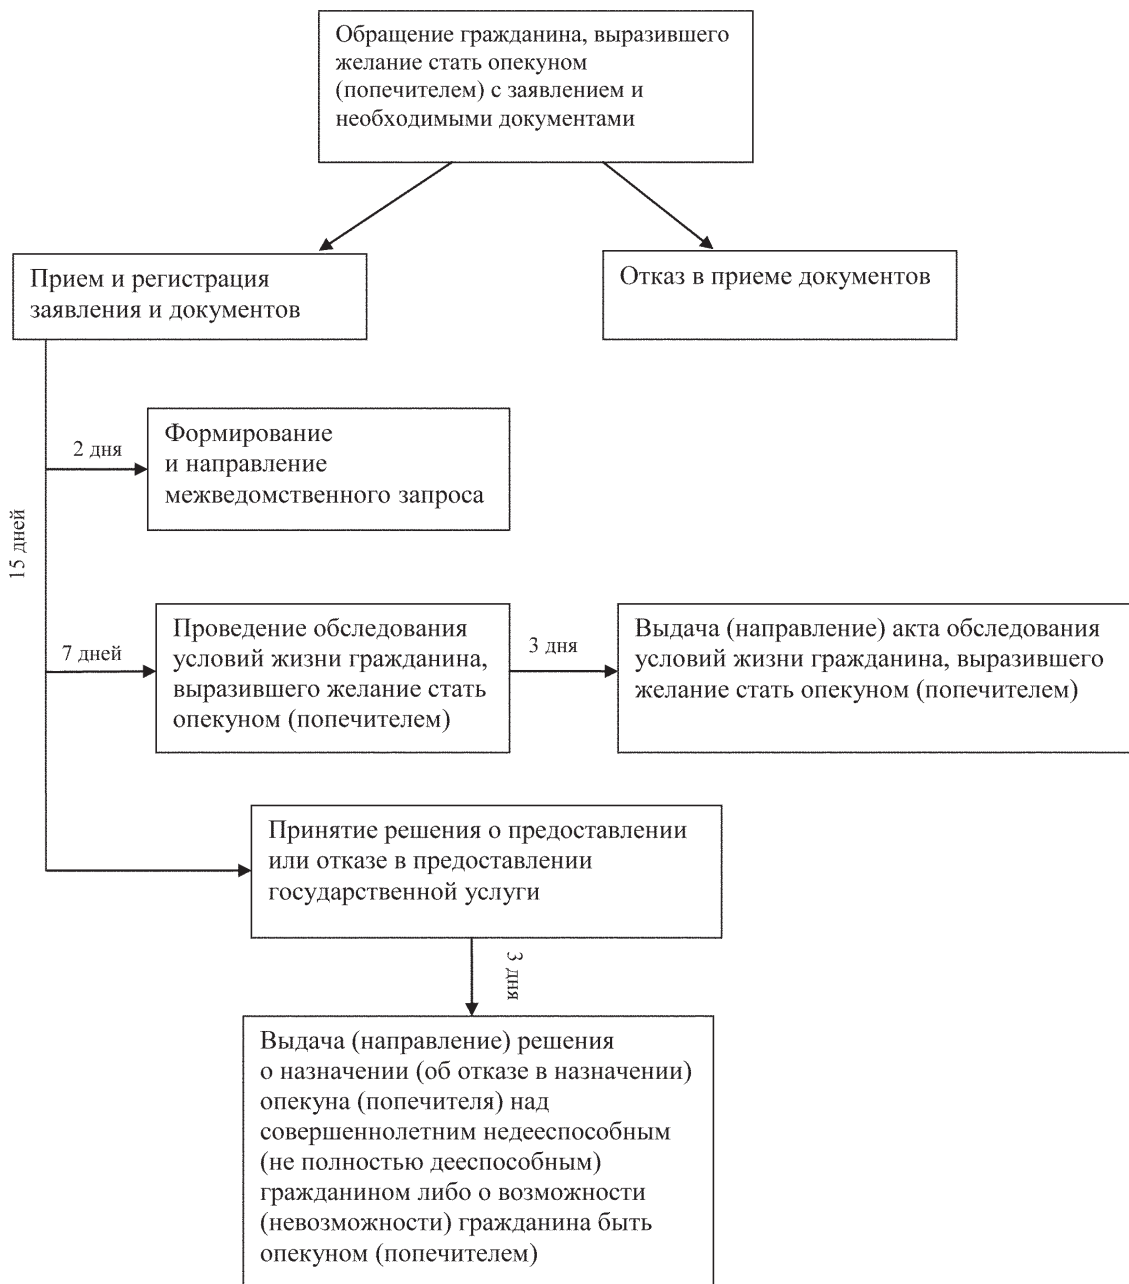 Обращение гражданина, выразившего
желание стать опекуном
(попечителем) с заявлением и
необходимыми документами
Прием и регистрация
заявления и документов
Отказ в приеме документов
15 дней
2 дня
Формирование
и направление
межведомственного запроса
7 дней
Проведение обследования
условий жизни гражданина,
выразившего желание стать
опекуном (попечителем)
3 дня
Выдача (направление) акта обследования
условий жизни гражданина, выразившего
желание стать опекуном (попечителем)
Принятие решения о предоставлении
или отказе в предоставлении
государственной услуги
3 дня
Выдача (направление) решения
о назначении (об отказе в назначении)
опекуна (попечителя) над
совершеннолетним недееспособным
(не полностью дееспособным)
гражданином либо о возможности
(невозможности) гражданина быть
опекуном (попечителем)